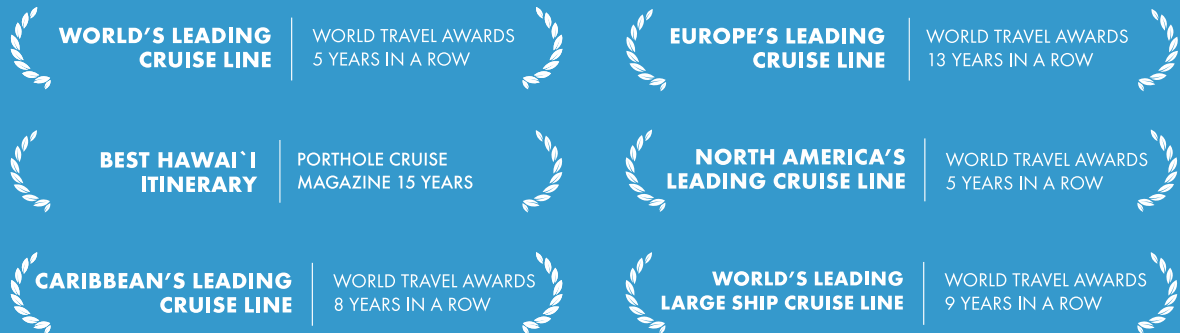 WORLD'S LEADING
CRUISE LINE
WORLD TRAVEL AWARDS
5 YEARS IN A ROW
EUROPE'S LEADING
CRUISE LINE
WORLD TRAVEL AWARDS
13 YEARS IN A ROW
BEST HAWAI`I
ITINERARY
PORTHOLE CRUISE
MAGAZINE 15 YEARS
NORTH AMERICA'S
LEADING CRUISE LINE
WORLD TRAVEL AWARDS
5 YEARS IN A ROW
CARIBBEAN'S LEADING
CRUISE LINE
WORLD TRAVEL AWARDS
8 YEARS IN A ROW
WORLD'S LEADING
LARGE SHIP CRUISE LINE
WORLD TRAVEL AWARDS
9 YEARS IN A ROW